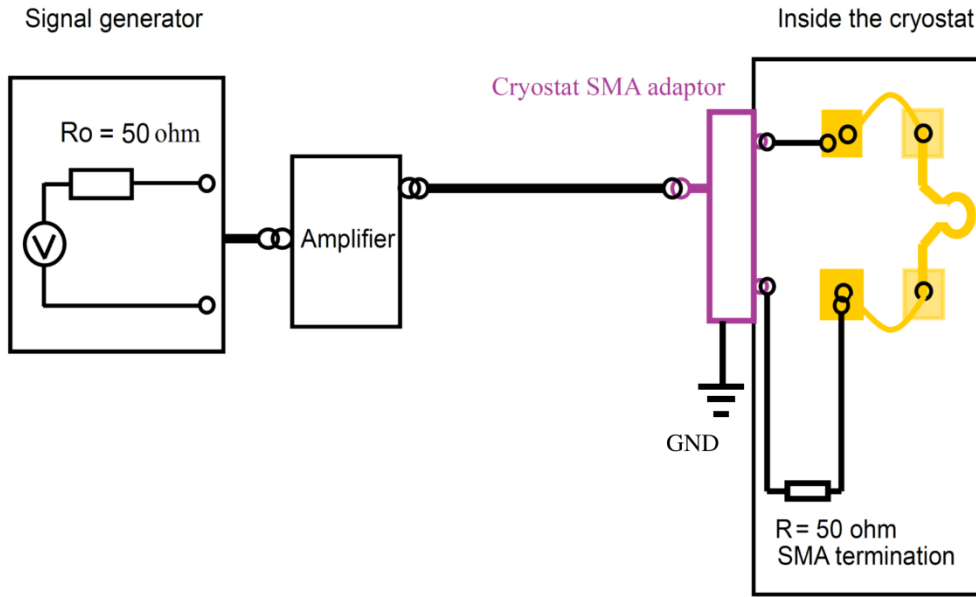 Signal generator
Inside the cryostat
Cryostat SMA adaptor
Ro = 50 ohm
V
Amplifier
GND
R = 50 ohm
SMA termination